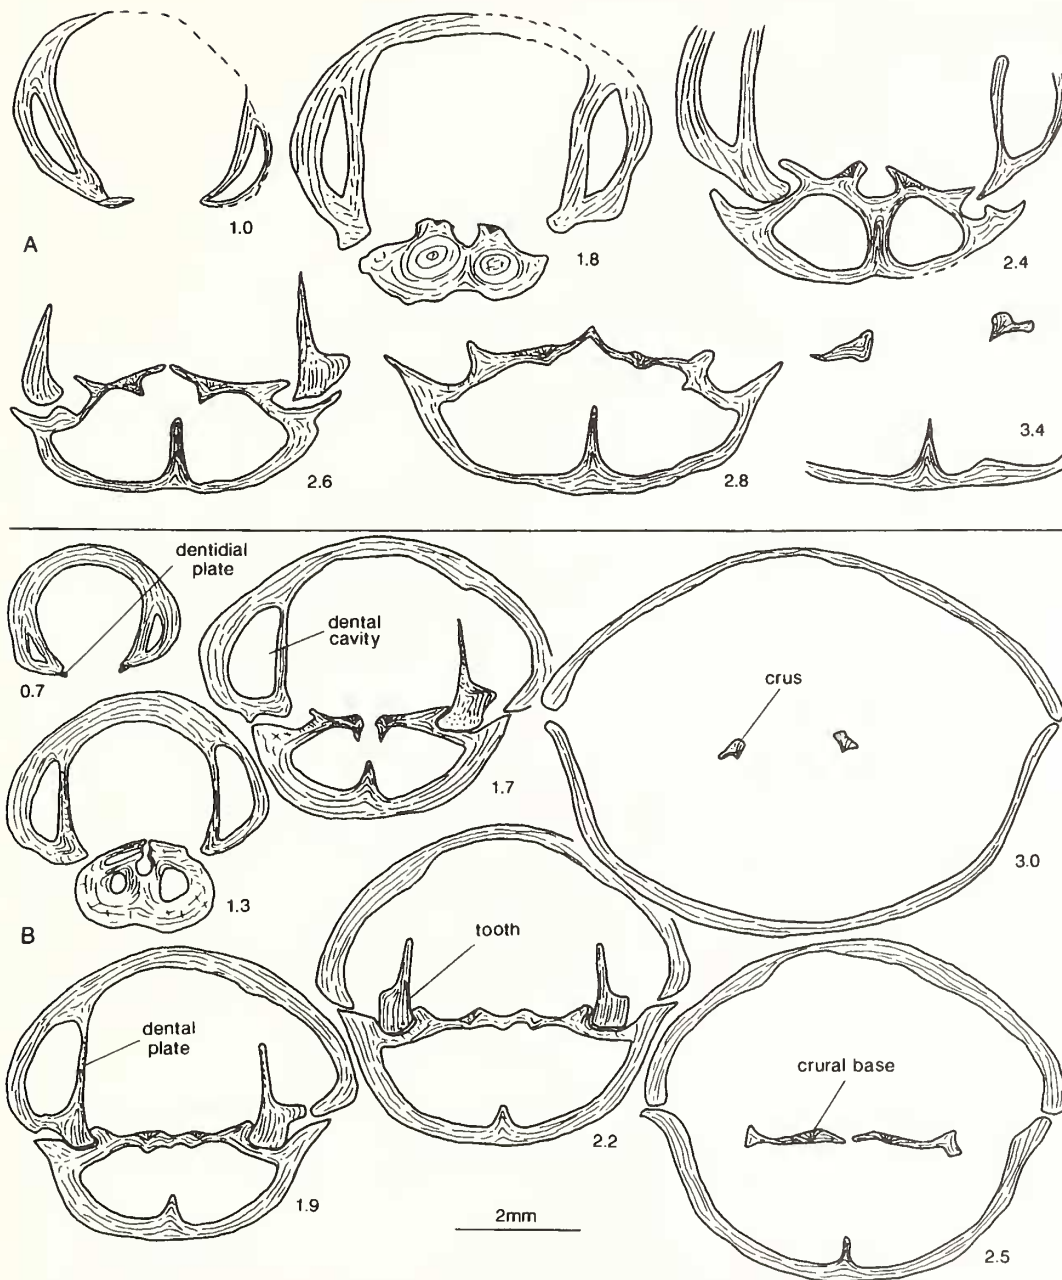 1.0
1.8
A
2.4
2.6
2.8
3.4
dentidial
plate
0.7
dental
cavity
1.7
crus
3.0
1.3
B
tooth
2.2
dental
plate
1.9
crural base
2.5
2mm